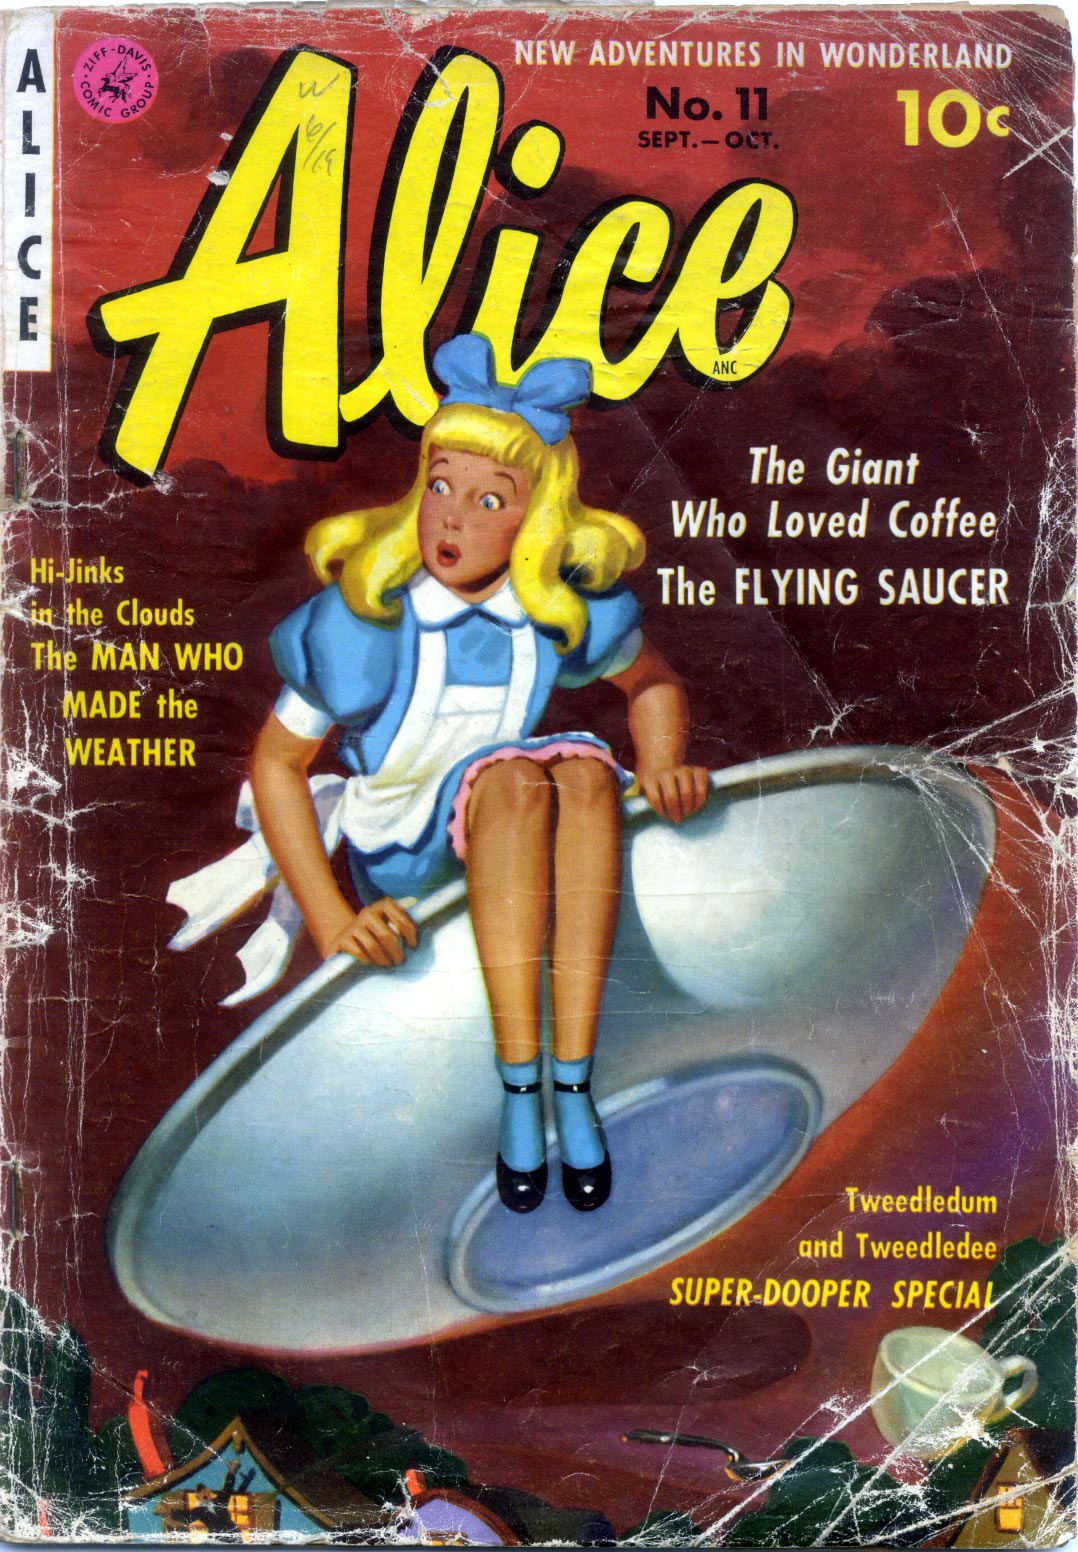 ALICE
ZIFF-DAVIS
COMIC GROUP
NEW ADVENTURES IN WONDERLAND
No. 11
SEPT.—OCT.
10c
Alice
ANC
The Giant
Who Loved Coffee
The FLYING SAUCER
Hi-Jinks
in the Clouds
The MAN WHO
MADE the
WEATHER
Tweedledum
and Tweedledee
SUPER-DOOPER SPECIAL